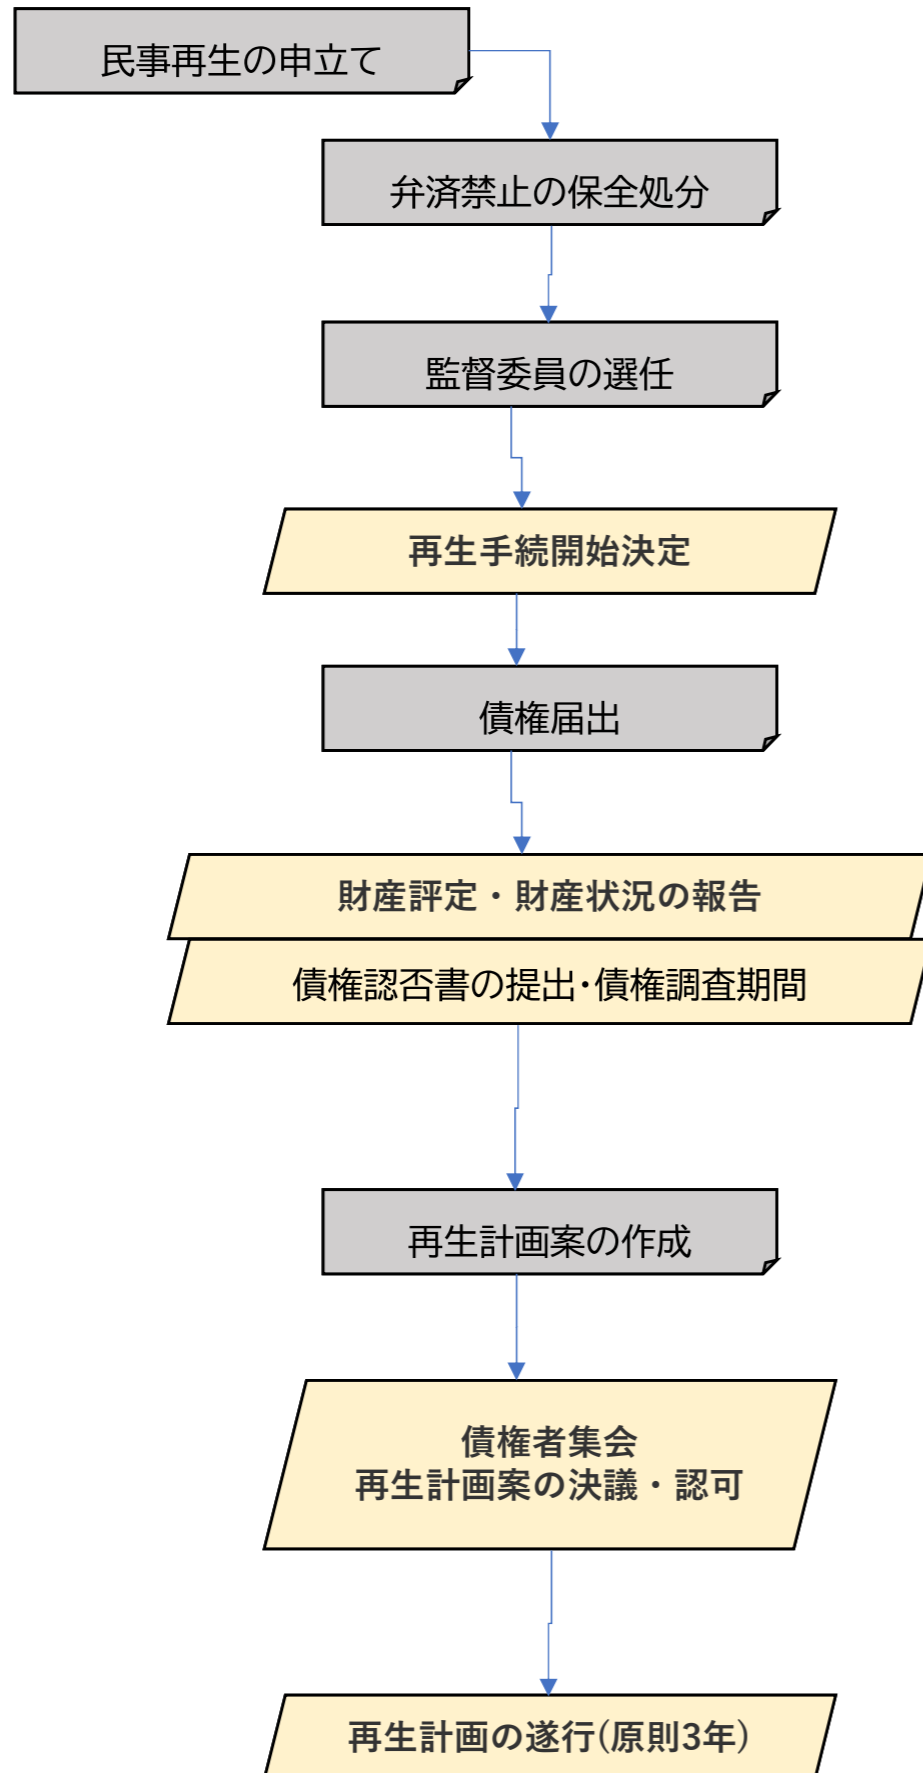 民事再生の申立て
弁済禁止の保全処分
監督委員の選任
再生手続開始決定
債権届出
財産評定・財産状況の報告
債権認否書の提出・債権調査期間
再生計画案の作成
債権者集会
再生計画案の決議・認可
再生計画の遂行(原則3年)